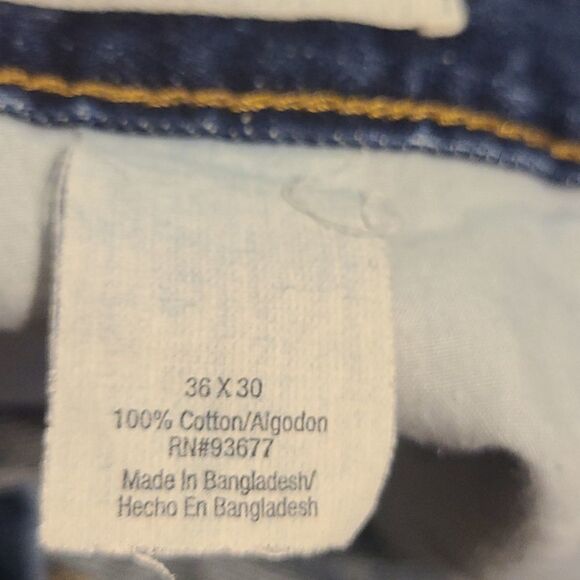 36 X 30
100% Cotton/Algodon
RN#93677
Made In Bangladesh/
Hecho En Bangladesh